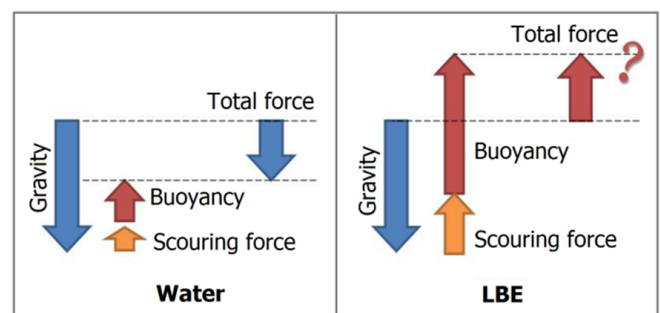 Total force
Gravity
Buoyancy
Scouring force
Water
Total force
?
Gravity
Buoyancy
Scouring force
LBE